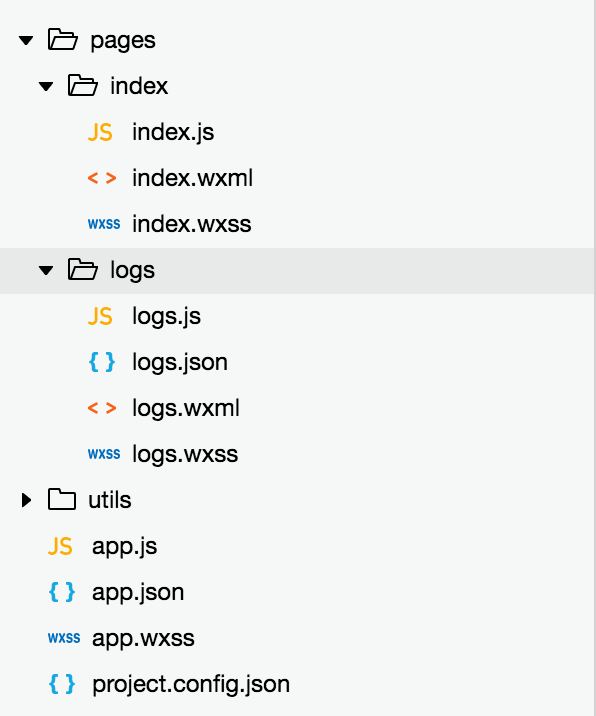 pages
index
JS index.js
< > index.wxml
wxss index.wxss
logs
JS logs.js
{ } logs.json
< > logs.wxml
wxss logs.wxss
utils
JS app.js
{ } app.json
wxss app.wxss
{ } project.config.json